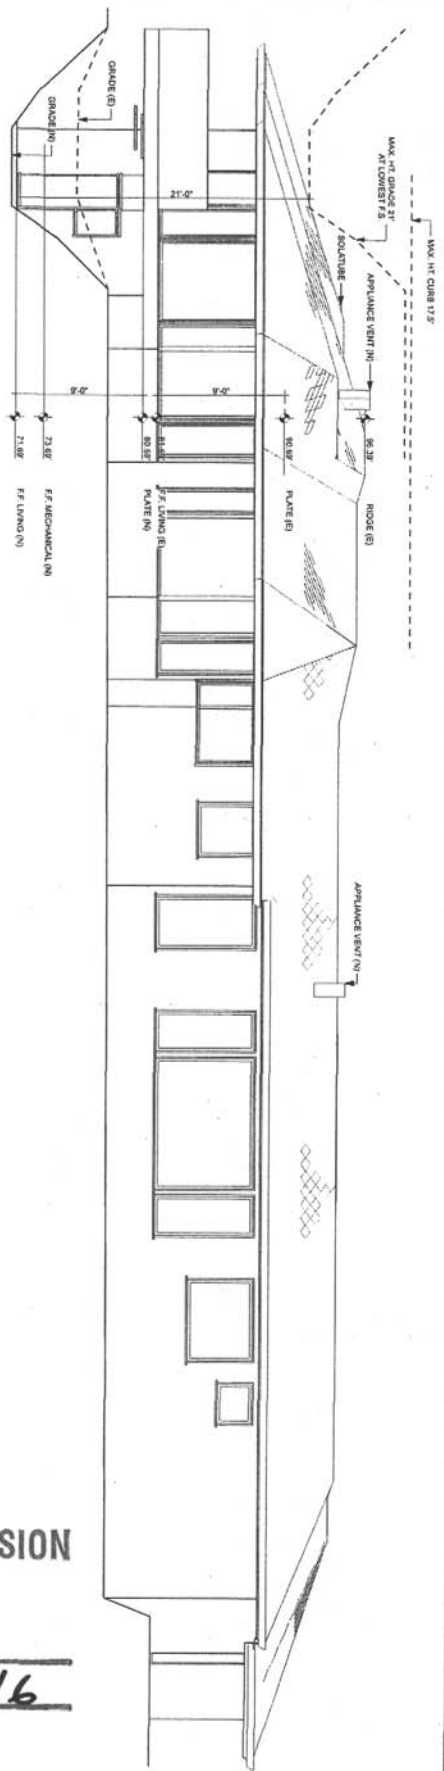 MAX. HT. CURB 17.5'
MAX. HT. GRADE 21'
AT LOWEST F.S.
APPLIANCE VENT (N)
SOLATUBE
96.39'
RIDGE (E)
APPLIANCE VENT (N)
90.69'
PLATE (E)
9'-0"
21'-0"
GRADE (E)
GRADE (N)
F.F. LIVING (E)
80.69'
PLATE (N)
9'-0"
73.69'
F.F. MECHANICAL (N)
71.69'
F.F. LIVING (N)
SION
16